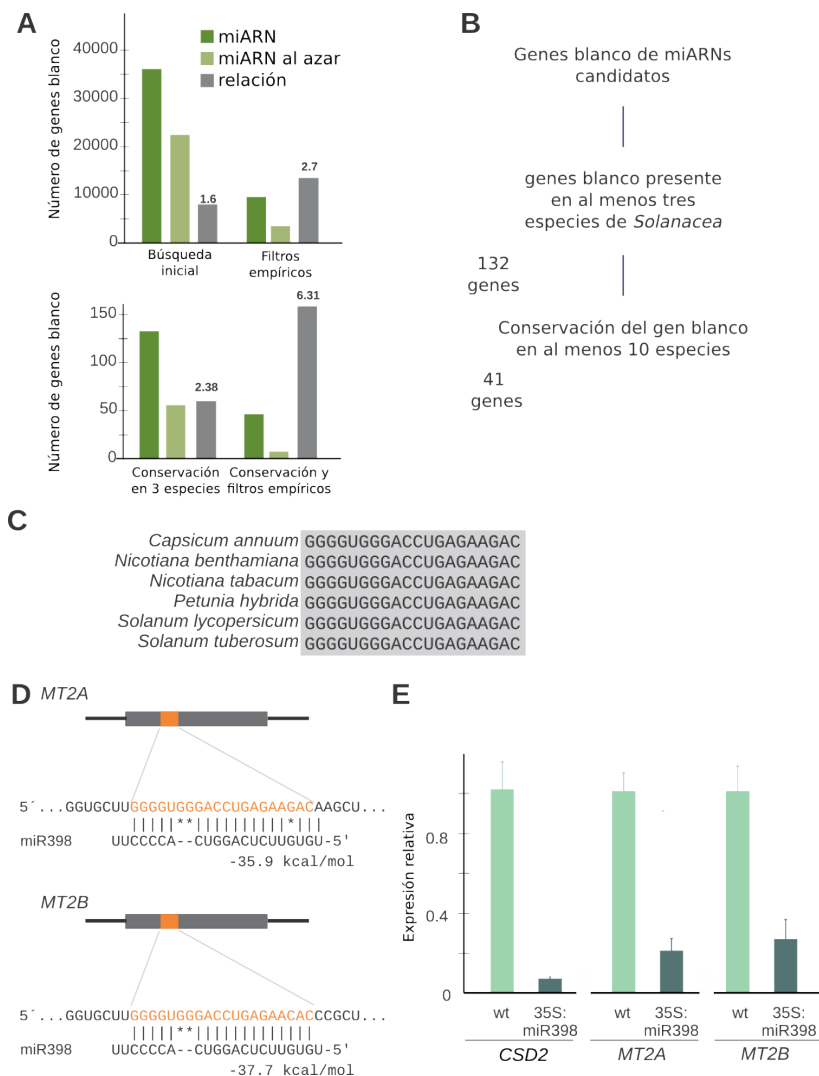 A
Número de genes blanco
40000
30000
20000
10000
0
miARN
miARN al azar
relación
1.6
2.7
Búsqueda
inicial
Filtros
empíricos
Número de genes blanco
150
100
50
0
2.38
6.31
Conservación
en 3 especies
Conservación y
filtros empíricos
B
Genes blanco de miARNs
candidatos
genes blanco presente
en al menos tres
especies de Solanacea
132
genes
Conservación del gen blanco
en al menos 10 especies
41
genes
C
Capsicum annuum GGGGUGGGACCUGAGAAGAC
Nicotiana benthamiana GGGGUGGGACCUGAGAAGAC
Nicotiana tabacum GGGGUGGGACCUGAGAAGAC
Petunia hybrida GGGGUGGGACCUGAGAAGAC
Solanum lycopersicum GGGGUGGGACCUGAGAAGAC
Solanum tuberosum GGGGUGGGACCUGAGAAGAC
D
MT2A
5´...GGUGCUUGGGGUGGGACCUGAGAAGACAAGCU...
|||||**|||||||||||*|||
miR398 UUCCCCA--CUGGACUCUUGUGU-5'
-35.9 kcal/mol
MT2B
5´...GGUGCUUGGGGUGGGACCUGAGAACACCCGCU...
|||||**|||||||||||||
miR398 UUCCCCA--CUGGACUCUUGUGU-5'
-37.7 kcal/mol
E
Expresión relativa
0.8
0.4
0
wt
35S:
miR398
wt
35S:
miR398
wt
35S:
miR398
CSD2
MT2A
MT2B